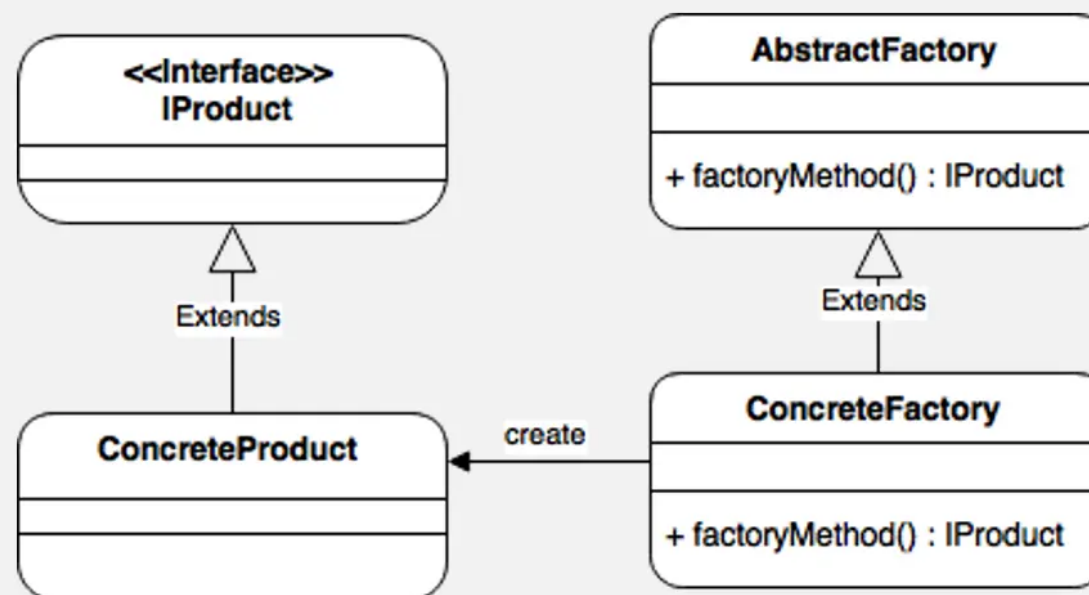 <<Interface>>
IProduct
AbstractFactory
+ factoryMethod() : IProduct
Extends
Extends
ConcreteProduct
create
ConcreteFactory
+ factoryMethod() : IProduct